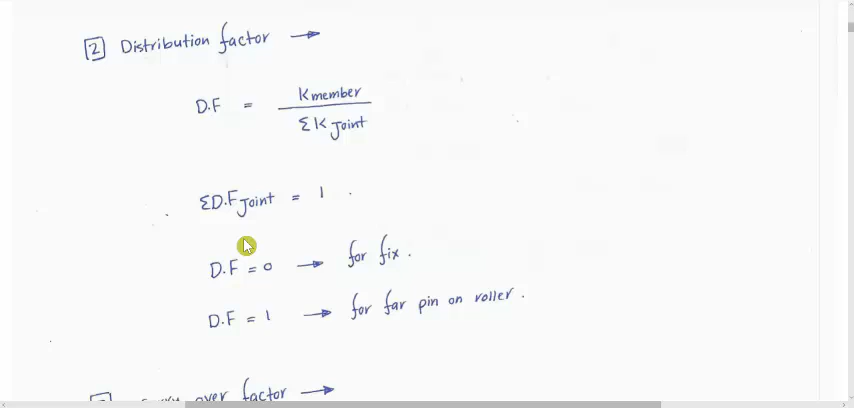 2 Distribution factor →
D.F = K member / ΣK Joint
ΣD.F Joint = 1 .
D.F = 0 → for fix .
D.F = 1 → for far pin on roller .
over factor →